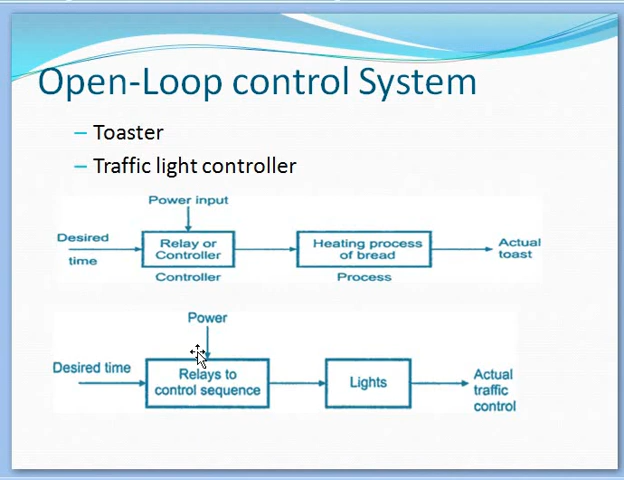 Open-Loop control System
– Toaster
– Traffic light controller
Power input
Desired
time
Relay or
Controller
Controller
Heating process
of bread
Process
Actual
toast
Power
Desired time
Relays to
control sequence
Lights
Actual
traffic
control